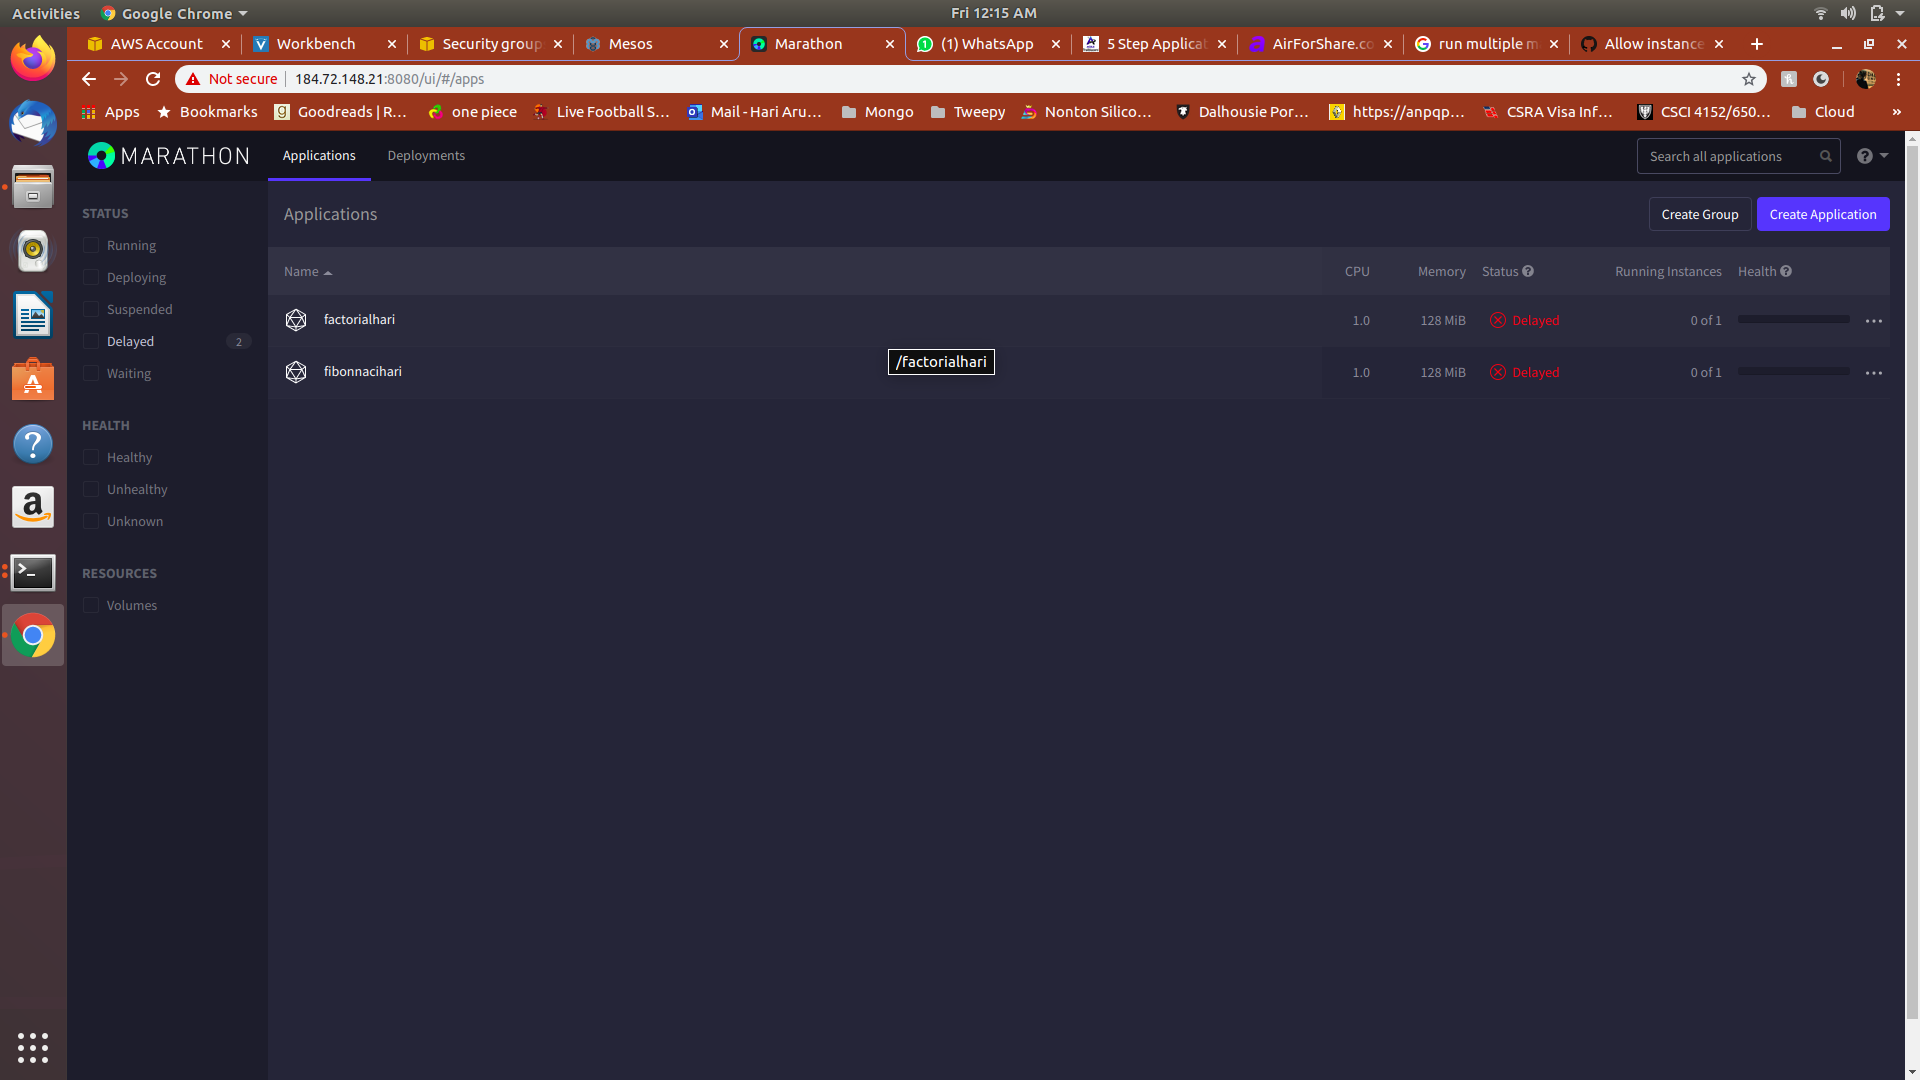 Activities Google Chrome Fri 12:15 AM
AWS Account Workbench Security group Mesos Marathon (1) WhatsApp 5 Step Applicat AirForShare.co run multiple m Allow instance
Not secure 184.72.148.21:8080/ui/#/apps
Apps Bookmarks Goodreads | R... one piece Live Football S... Mail - Hari Aru... Mongo Tweepy Nonton Silico... Dalhousie Por... https://anpqp... CSRA Visa Inf... CSCI 4152/650... Cloud »
MARATHON Applications Deployments Search all applications
STATUS
Running
Deploying
Suspended
Delayed 2
Waiting
HEALTH
Healthy
Unhealthy
Unknown
RESOURCES
Volumes
Applications Create Group Create Application
Name CPU Memory Status Running Instances Health
factorialhari 1.0 128 MiB Delayed 0 of 1
/factorialhari
fibonnacihari 1.0 128 MiB Delayed 0 of 1